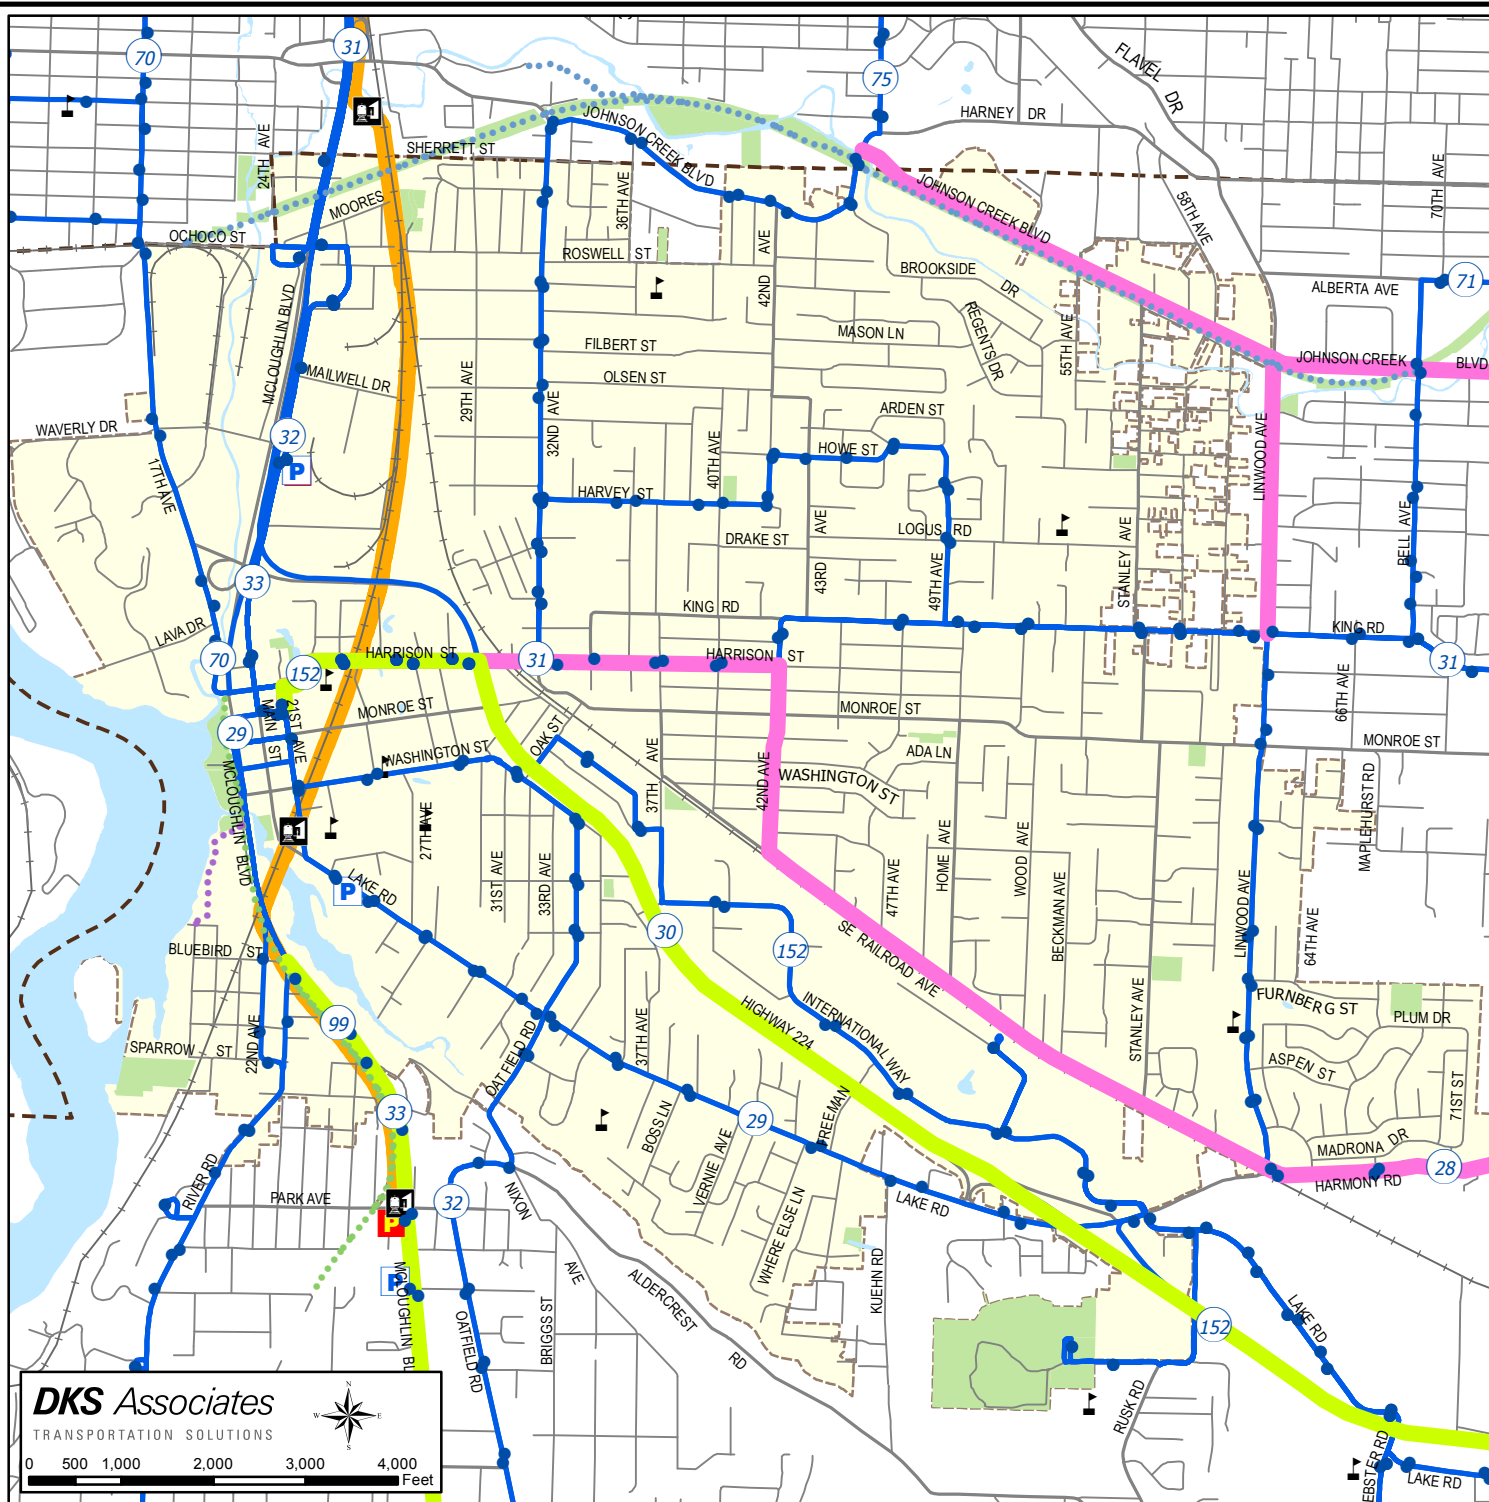 70
31
75
FLAVEL DR
HARNEY DR
JOHNSON CREEK BLVD
SHERRETT ST
24TH AVE
36TH AVE
70TH AVE
58TH AVE
MOORES
JOHNSON CREEK BLVD
OCHOCO ST
ROSWELL ST
42ND AVE
BROOKSIDE DR
71
ALBERTA AVE
MCLOUGHLIN BLVD
REGENTS DR
MASON LN
55TH AVE
FILBERT ST
JOHNSON CREEK BLVD
MAILWELL DR
29TH AVE
OLSEN ST
32ND AVE
ARDEN ST
WAVERLY DR
32
P
40TH AVE
HOWE ST
LINWOOD AVE
17TH AVE
HARVEY ST
DRAKE ST
43RD AVE
LOGUS RD
STANLEY AVE
BELL AVE
33
49TH AVE
KING RD
KING RD
LAVA DR
70
152
HARRISON ST
31
HARRISON ST
31
66TH AVE
MAIN ST
21ST AVE
MONROE ST
MONROE ST
29
OAK ST
MONROE ST
WASHINGTON ST
37TH AVE
42ND AVE
ADA LN
WASHINGTON ST
MAPLEHURST RD
MCLOUGHLIN BLVD
27TH AVE
31ST AVE
33RD AVE
47TH AVE
HOME AVE
WOOD AVE
BECKMAN AVE
P
LAKE RD
LINWOOD AVE
64TH AVE
30
152
SE RAILROAD AVE
BLUEBIRD ST
FURNBERG ST
PLUM DR
99
HIGHWAY 224
INTERNATIONAL WAY
STANLEY AVE
22ND AVE
SPARROW ST
OATFIELD RD
37TH AVE
ASPEN ST
71ST ST
33
BOSS LN
VERNIE AVE
29
FREEMAN
MADRONA DR
28
HARMONY RD
RIVER RD
PARK AVE
32
NIXON AVE
LAKE RD
WHERE ELSE LN
P
P
KUEHN RD
ALDERCREST RD
MCLOUGHLIN BL
OATFIELD RD
BRIGGS ST
152
LAKE RD
RUSK RD
EBSTER RD
LAKE RD
DKS Associates
TRANSPORTATION SOLUTIONS
N
W E
S
0 500 1,000 2,000 3,000 4,000
Feet